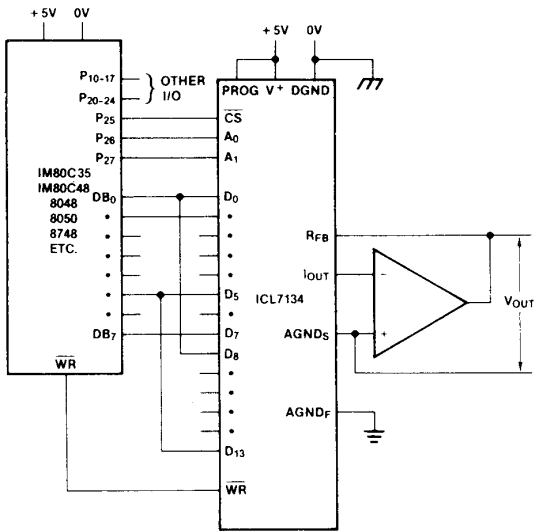 +5V 0V
+5V 0V
P10-17
P20-24
OTHER
I/O
P25
P26
P27
IM80C35
IM80C48
8048
8050
8748
ETC.
DB0
DB7
WR
PROG V+ DGND
CS
A0
A1
D0
D5
D7
D8
D13
WR
ICL7134
RFB
IOUT
AGNDS
AGNDF
−
+
VOUT